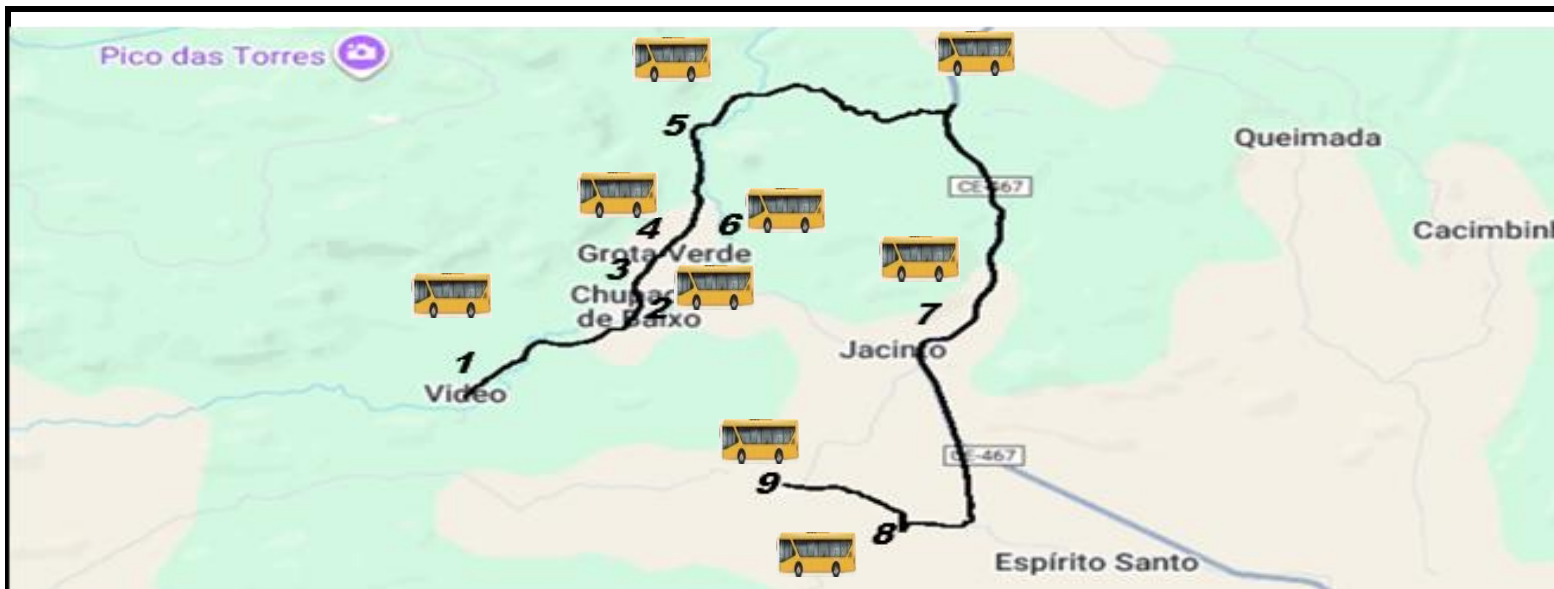 Pico das Torres
5
Queimada
CE-467
4
6
Cacimbinh
Grota Verde
3
Chupad
2
de Baixo
7
1
Jacinto
Video
CE-467
9
8
Espírito Santo